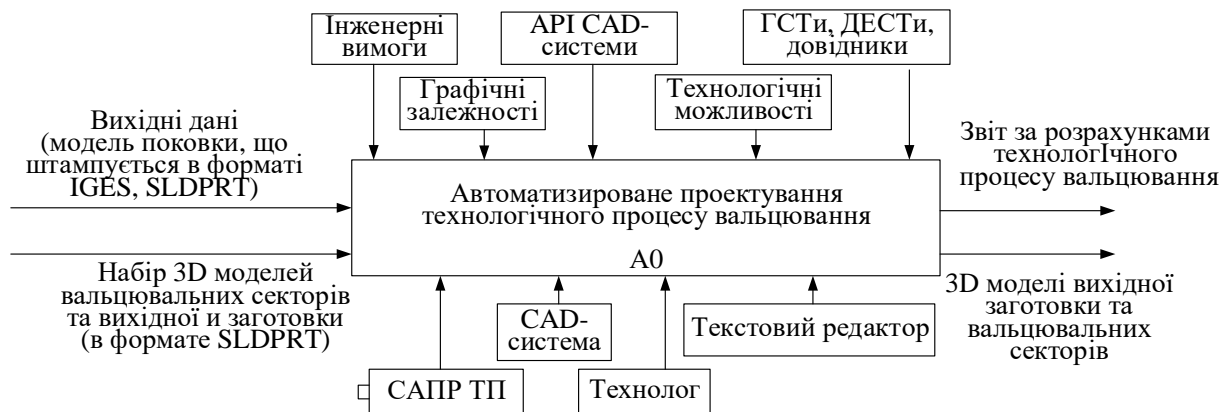 Інженерні
вимоги
API CAD-
системи
ГСТи, ДЕСТи,
довідники
Графічні
залежності
Технологічні
можливості
Вихідні дані
(модель поковки, що
штампується в форматі
IGES, SLDPRT)
Автоматизироване проектування
технологічного процесу вальцювання
А0
Звіт за розрахунками
технологІчного
процесу вальцювання
Набір 3D моделей
вальцювальних секторів
та вихідної и заготовки
(в формате SLDPRT)
3D моделі вихідної
заготовки та
вальцювальних
секторів
CAD-
система
Текстовий редактор
САПР ТП
Технолог